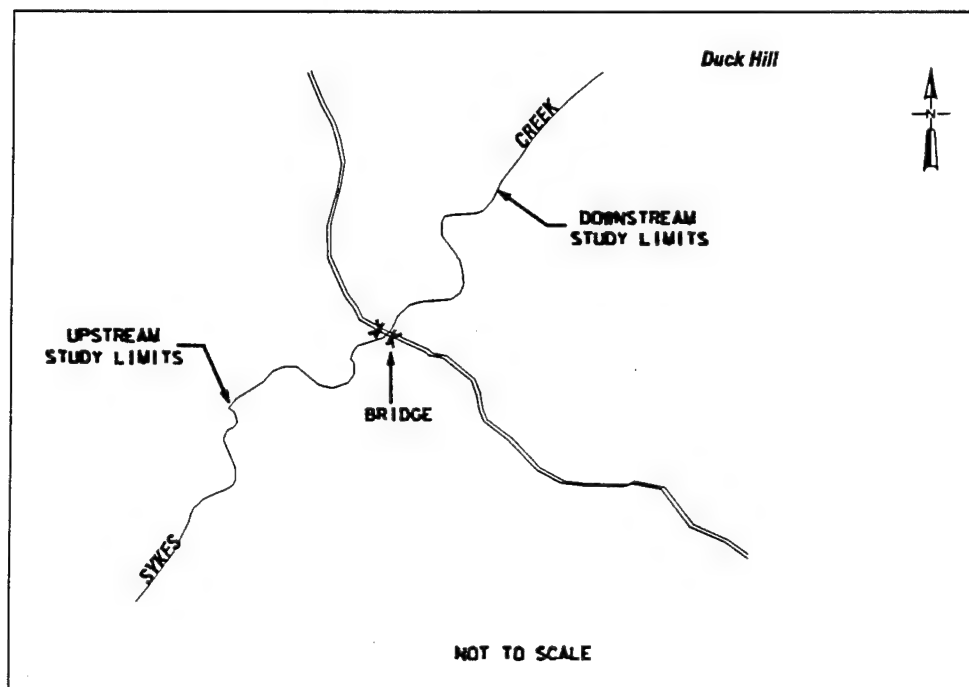 Duck Hill
N
CREEK
DOWNSTREAM
STUDY LIMITS
UPSTREAM
STUDY LIMITS
BRIDGE
SYKES
NOT TO SCALE